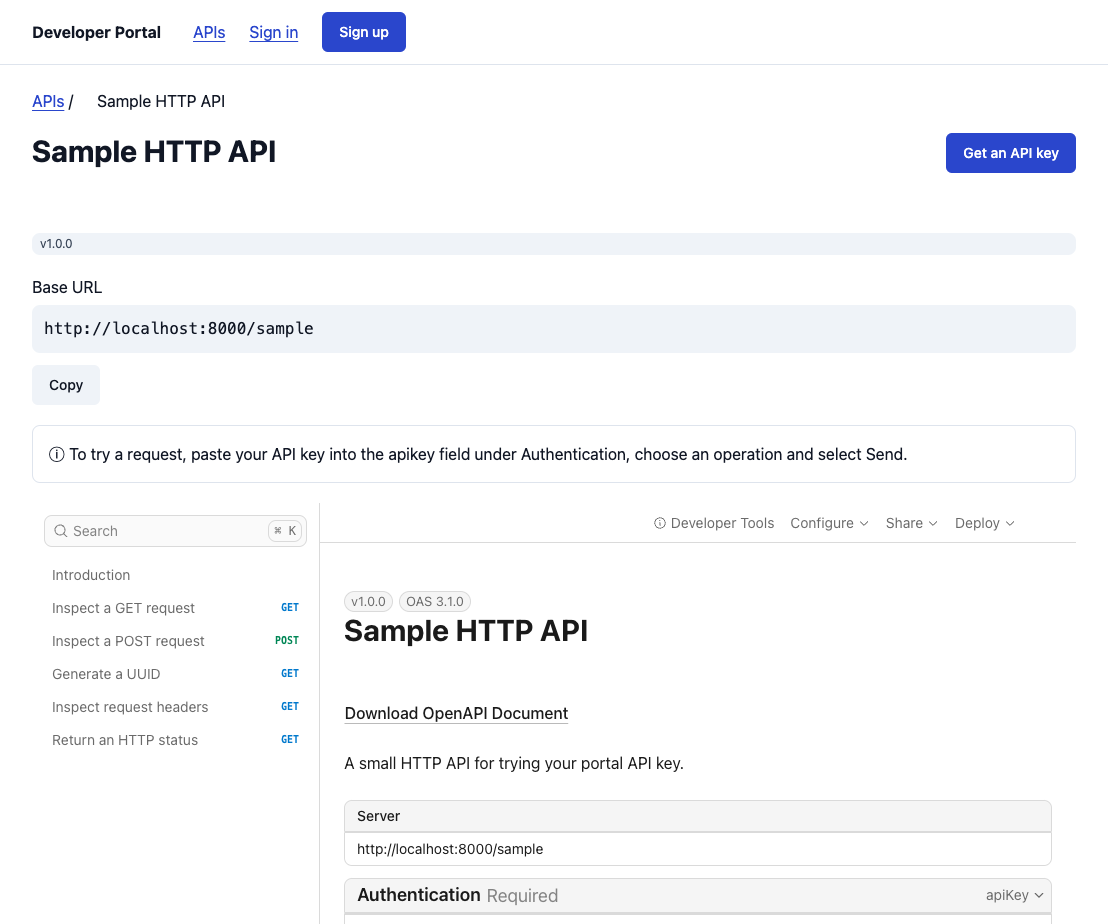 Developer Portal APIs Sign in Sign up
APIs / Sample HTTP API
Sample HTTP API
Get an API key
v1.0.0
Base URL
http://localhost:8000/sample
Copy
To try a request, paste your API key into the apikey field under Authentication, choose an operation and select Send.
Search ⌘ K
Developer Tools Configure Share Deploy
Introduction
Inspect a GET request GET
Inspect a POST request POST
Generate a UUID GET
Inspect request headers GET
Return an HTTP status GET
v1.0.0 OAS 3.1.0
Sample HTTP API
Download OpenAPI Document
A small HTTP API for trying your portal API key.
Server
http://localhost:8000/sample
Authentication Required apiKey